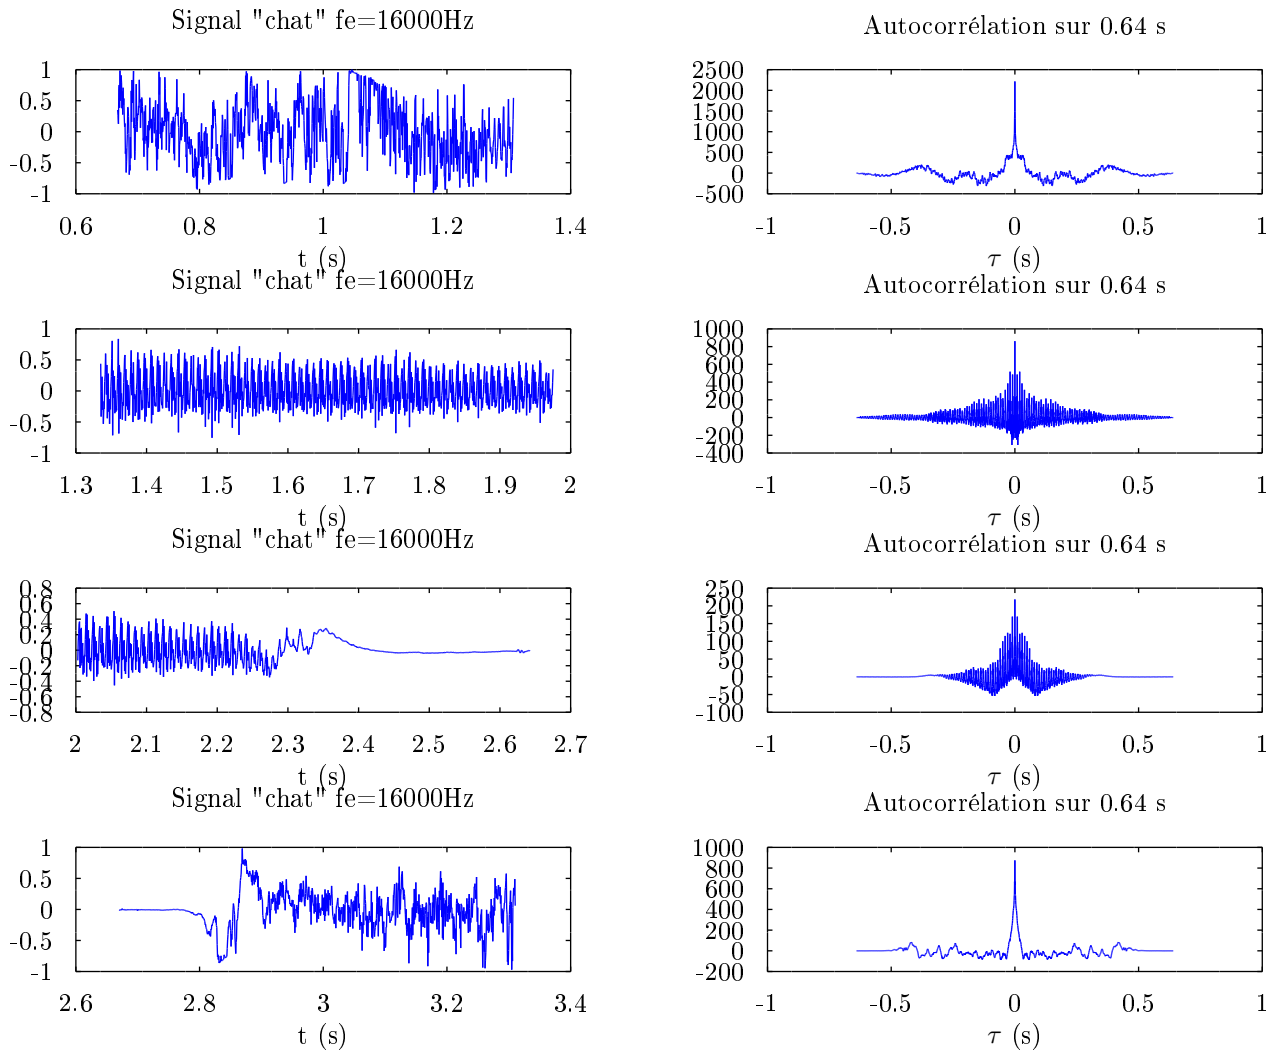 Signal "chat" fe=16000Hz
Autocorrélation sur 0.64 s
1
0.5
0
-0.5
-1
0.6 0.8 1 1.2 1.4
t (s)
2500
2000
1500
1000
500
0
-500
-1 -0.5 0 0.5 1
τ (s)
Signal "chat" fe=16000Hz
Autocorrélation sur 0.64 s
1
0.5
0
-0.5
-1
1.3 1.4 1.5 1.6 1.7 1.8 1.9 2
t (s)
1000
800
600
400
200
0
-200
-400
-1 -0.5 0 0.5 1
τ (s)
Signal "chat" fe=16000Hz
Autocorrélation sur 0.64 s
0.8
0.6
0.4
0.2
0
-0.2
-0.4
-0.6
-0.8
2 2.1 2.2 2.3 2.4 2.5 2.6 2.7
t (s)
250
200
150
100
50
0
-50
-100
-1 -0.5 0 0.5 1
τ (s)
Signal "chat" fe=16000Hz
Autocorrélation sur 0.64 s
1
0.5
0
-0.5
-1
2.6 2.8 3 3.2 3.4
t (s)
1000
800
600
400
200
0
-200
-1 -0.5 0 0.5 1
τ (s)